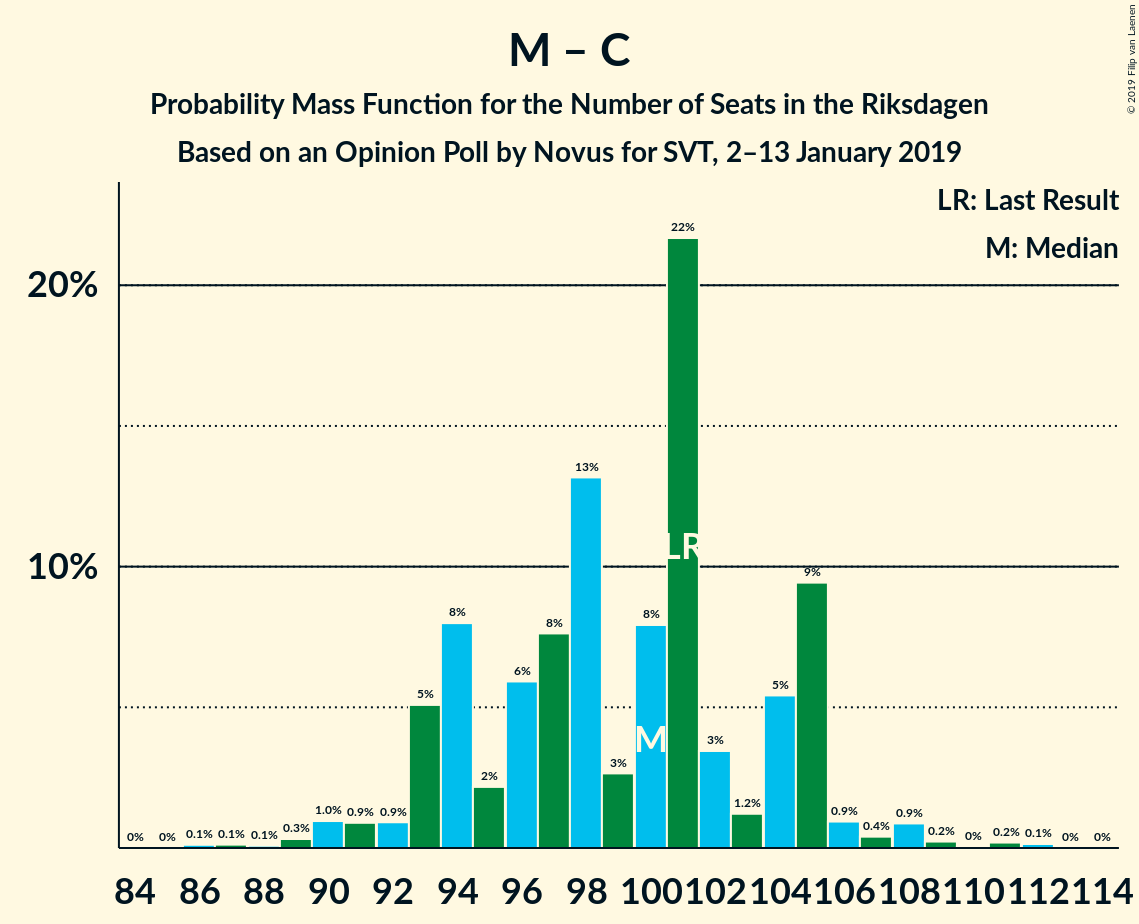 © 2019 Filip van Laenen
M – C
Probability Mass Function for the Number of Seats in the Riksdagen
Based on an Opinion Poll by Novus for SVT, 2–13 January 2019
LR: Last Result
M: Median
20%
10%
0% 0% 0.1% 0.1% 0.1% 0.3% 1.0% 0.9% 0.9% 5% 8% 2% 6% 8% 13% 3% 8% 22% 3% 1.2% 5% 9% 0.9% 0.4% 0.9% 0.2% 0% 0.2% 0.1% 0% 0%
LR
M
84 86 88 90 92 94 96 98 100 102 104 106 108 110 112 114